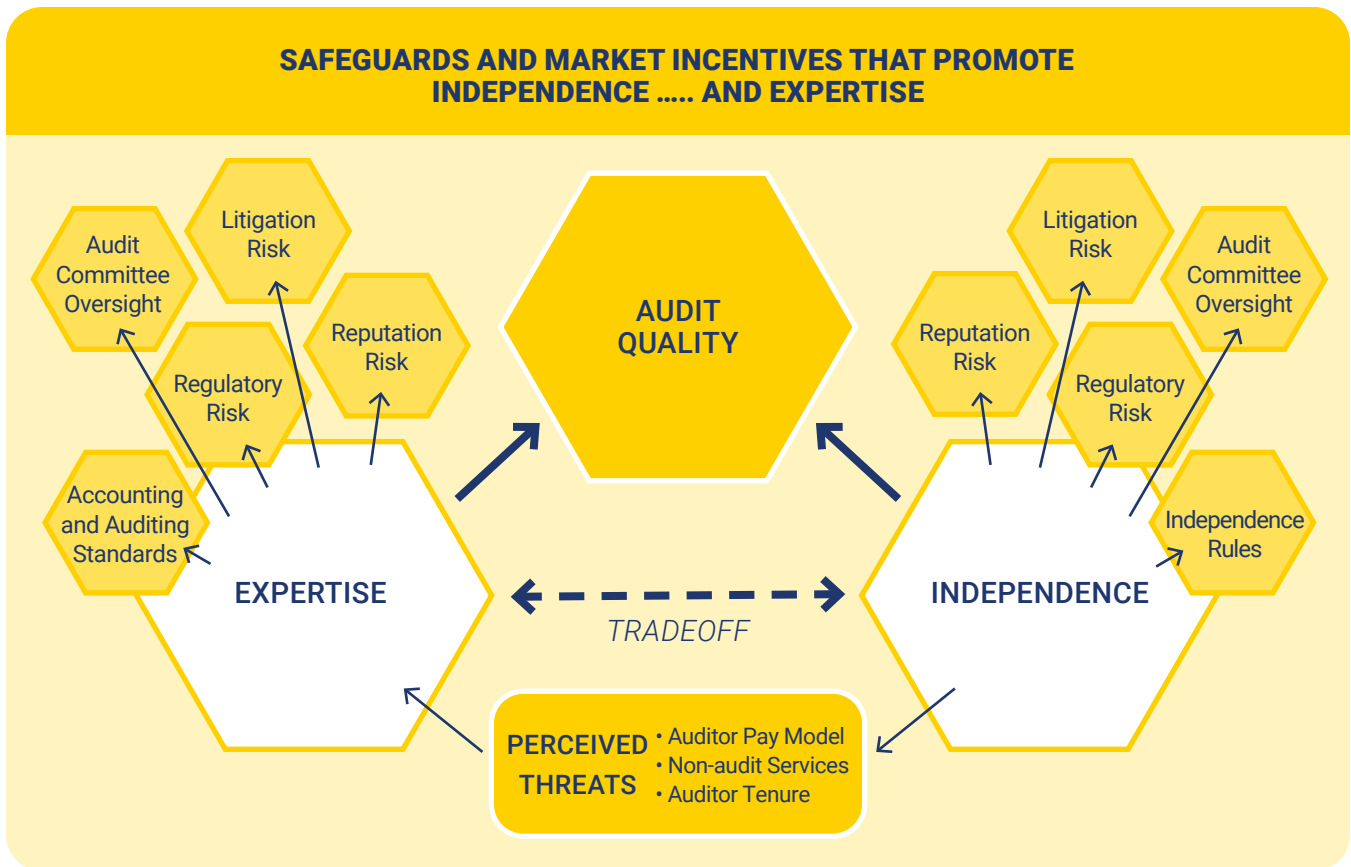 SAFEGUARDS AND MARKET INCENTIVES THAT PROMOTE
INDEPENDENCE ..... AND EXPERTISE
Audit
Committee
Oversight
Litigation
Risk
Reputation
Risk
Regulatory
Risk
Accounting
and Auditing
Standards
EXPERTISE
AUDIT
QUALITY
Litigation
Risk
Audit
Committee
Oversight
Reputation
Risk
Regulatory
Risk
Independence
Rules
INDEPENDENCE
TRADEOFF
PERCEIVED
THREATS
• Auditor Pay Model
• Non-audit Services
• Auditor Tenure